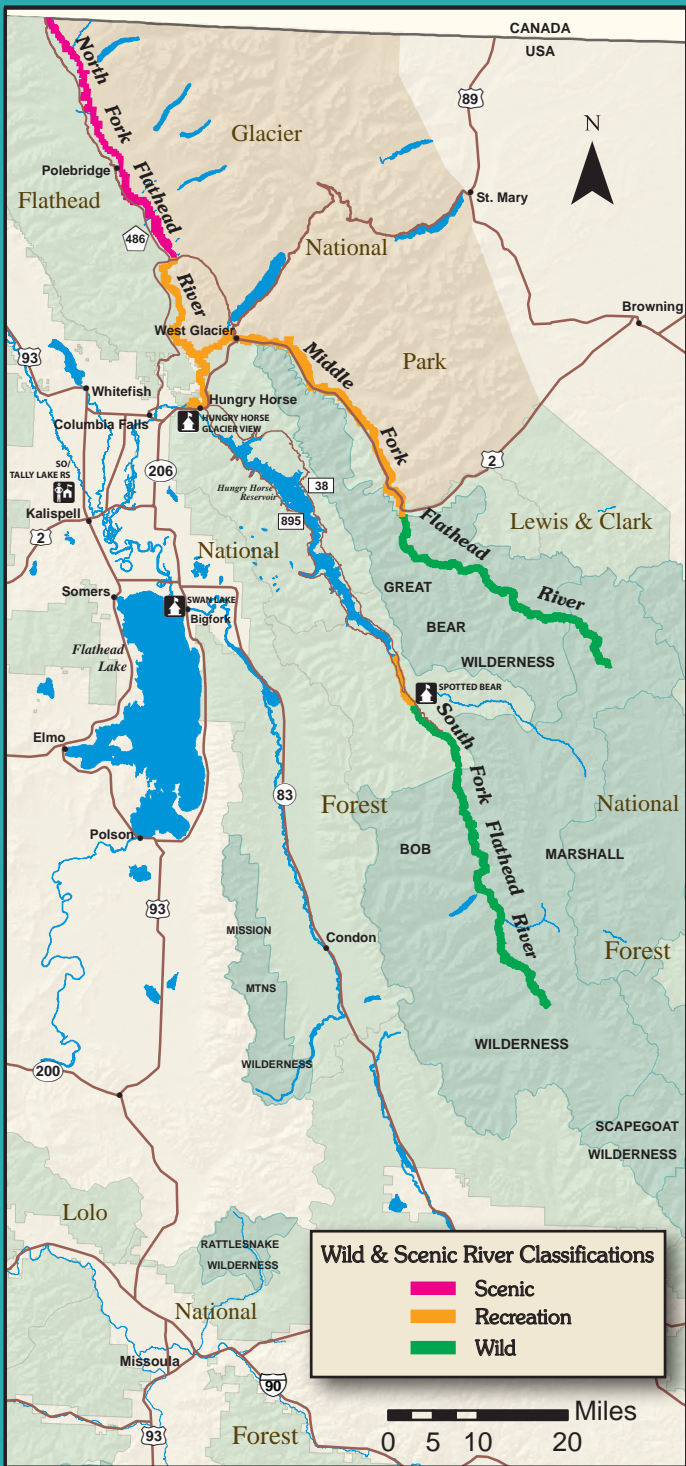 CANADA
USA
North
Fork
Flathead
River
89
N
Glacier
Polebridge
St. Mary
Flathead
486
National
Browning
West Glacier
Middle
Fork
Flathead
River
Park
93
Whitefish
Hungry Horse
HUNGRY HORSE
GLACIER VIEW
Columbia Falls
2
SO/
TALLY LAKE RS
206
Hungry Horse
Reservoir
38
895
Kalispell
2
Lewis & Clark
National
GREAT
BEAR
WILDERNESS
Somers
SWAN LAKE
Bigfork
Flathead
Lake
SPOTTED BEAR
South
Fork
Flathead
River
Elmo
83
Forest
National
Polson
BOB
MARSHALL
93
MISSION
MTNS
WILDERNESS
Condon
Forest
WILDERNESS
200
SCAPEGOAT
WILDERNESS
Lolo
RATTLESNAKE
WILDERNESS
National
Missoula
90
93
Forest
Wild & Scenic River Classifications
Scenic
Recreation
Wild
Miles
0 5 10 20